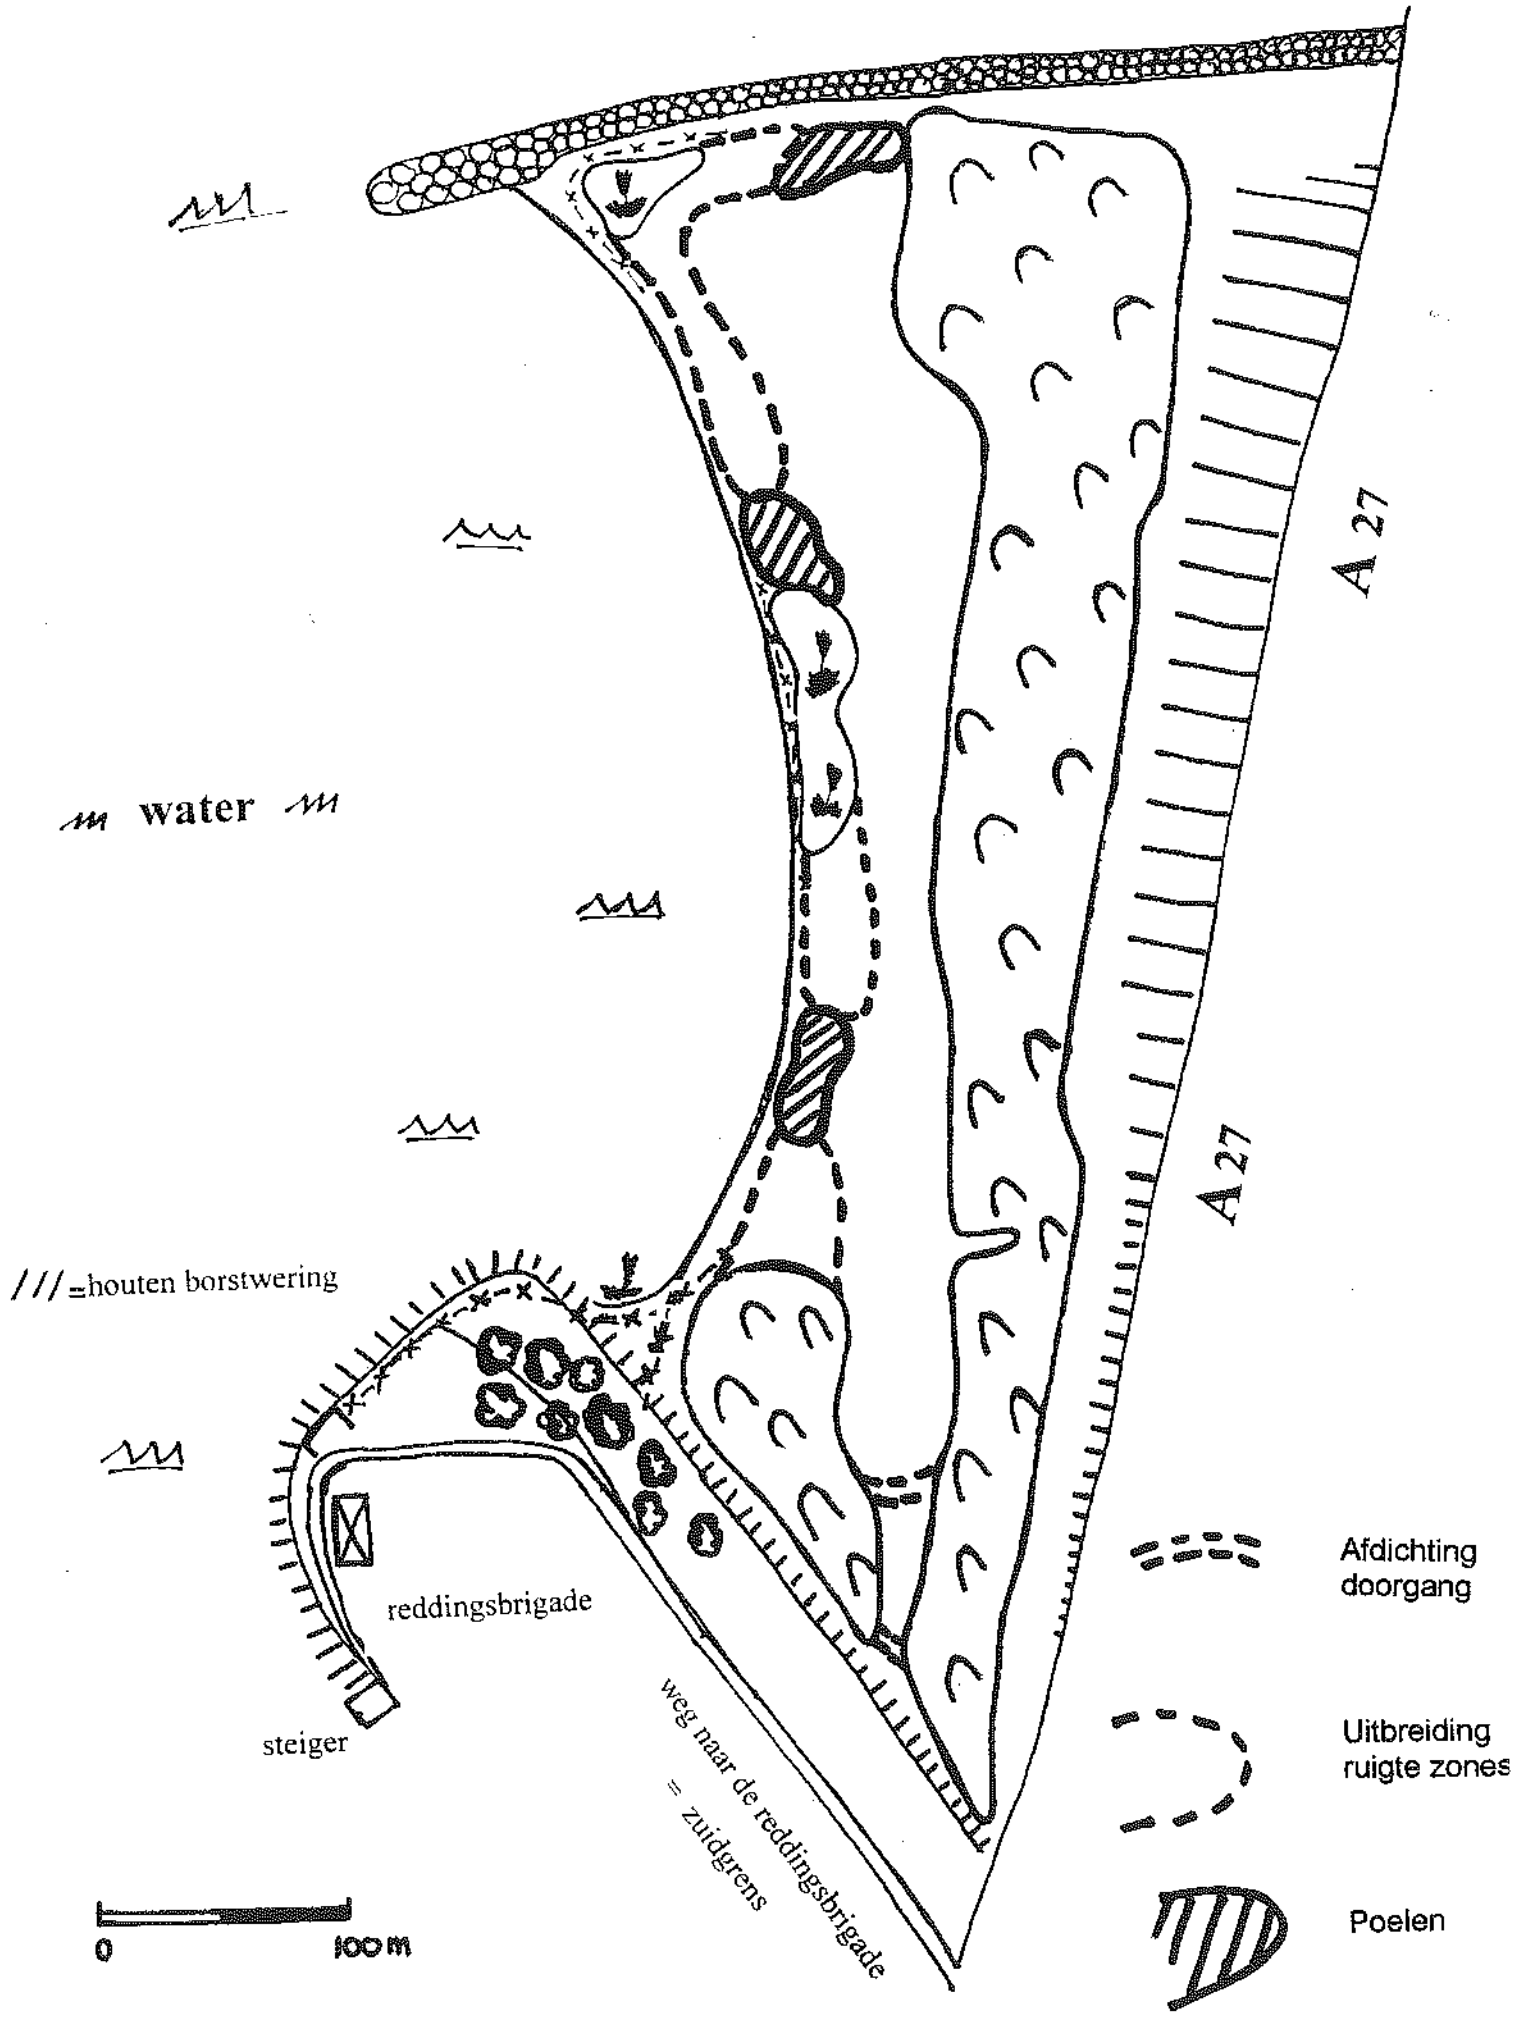 A 27
water
A 27
/// =houten borstwering
Afdichting
doorgang
reddingsbrigade
weg naar de reddingsbrigade
= zuidgrens
Uitbreiding
ruigte zones
steiger
Poelen
0 100 m